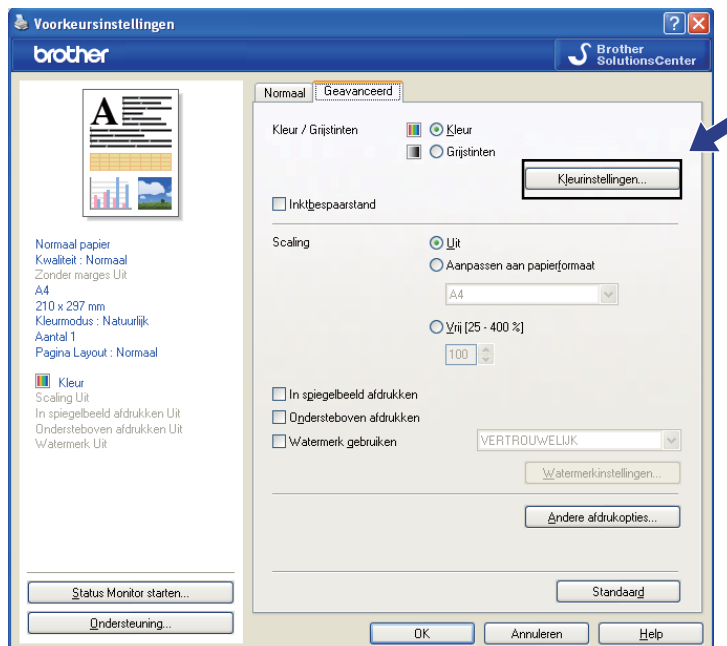 Voorkeursinstellingen
brother
Brother
SolutionsCenter
A
Normaal papier
Kwaliteit : Normaal
Zonder marges Uit
A4
210 x 297 mm
Kleurmodus : Natuurlijk
Aantal 1
Pagina Layout : Normaal
Kleur
Scaling Uit
In spiegelbeeld afdrukken Uit
Ondersteboven afdrukken Uit
Watermerk Uit
Status Monitor starten...
Ondersteuning...
Normaal Geavanceerd
Kleur / Grijstinten Kleur
Grijstinten
Kleurinstellingen...
Inktbespaarstand
Scaling Uit
Aanpassen aan papierformaat
A4
Vrij [25 - 400 %]
100
In spiegelbeeld afdrukken
Ondersteboven afdrukken
Watermerk gebruiken VERTROUWELIJK
Watermerkinstellingen...
Andere afdrukopties...
Standaard
OK Annuleren Help